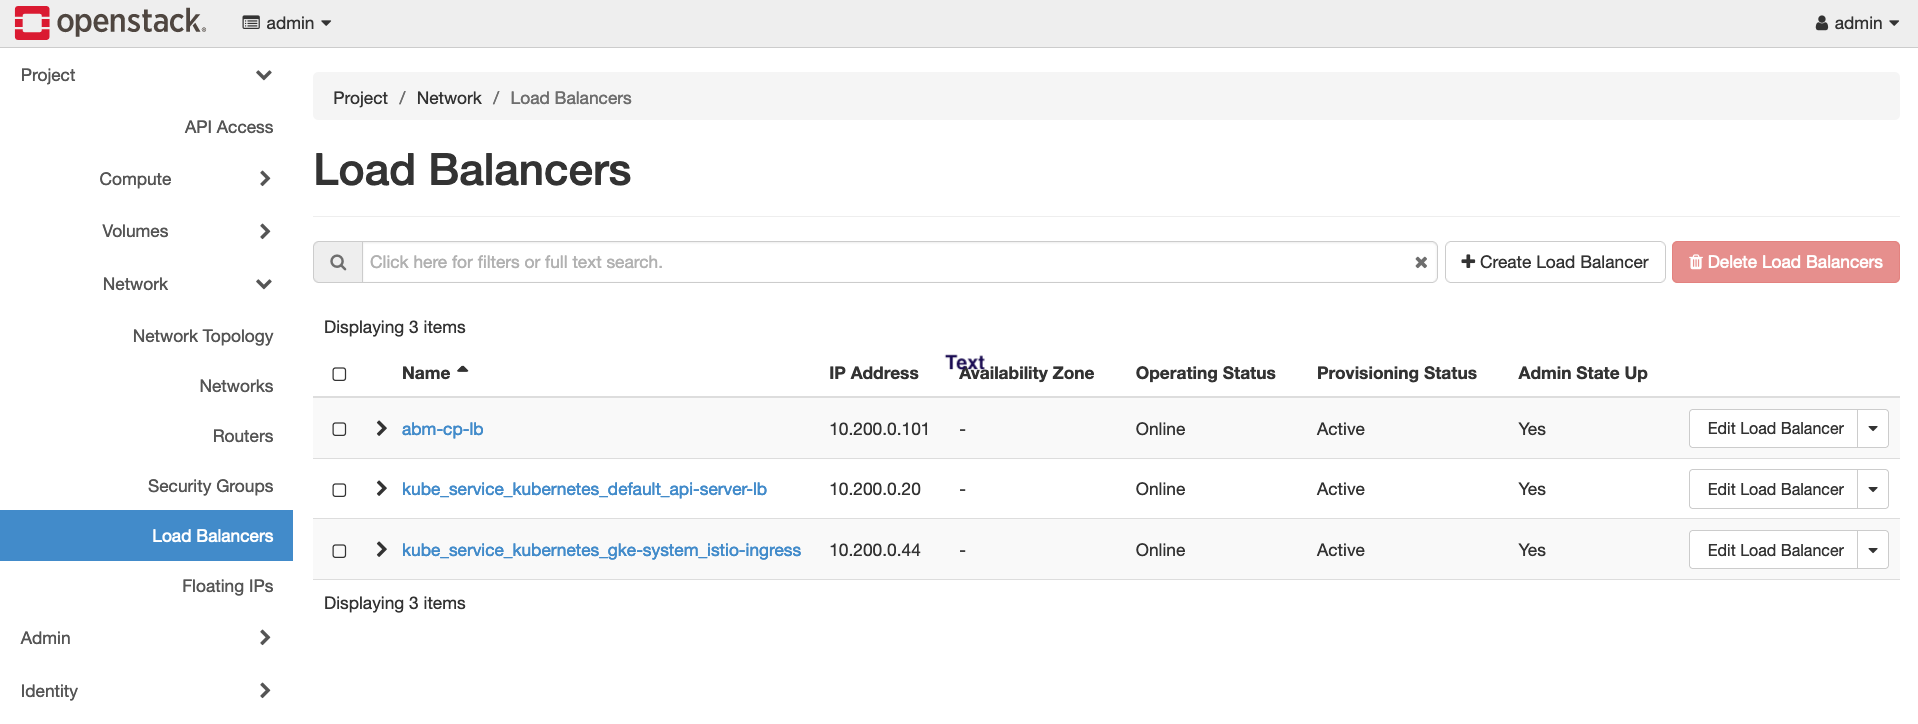 openstack. admin admin
Project
API Access
Compute
Volumes
Network
Network Topology
Networks
Routers
Security Groups
Load Balancers
Floating IPs
Admin
Identity
Project / Network / Load Balancers
Load Balancers
Click here for filters or full text search. Create Load Balancer Delete Load Balancers
Displaying 3 items
Text
Name IP Address Availability Zone Operating Status Provisioning Status Admin State Up
abm-cp-lb 10.200.0.101 - Online Active Yes Edit Load Balancer
kube_service_kubernetes_default_api-server-lb 10.200.0.20 - Online Active Yes Edit Load Balancer
kube_service_kubernetes_gke-system_istio-ingress 10.200.0.44 - Online Active Yes Edit Load Balancer
Displaying 3 items